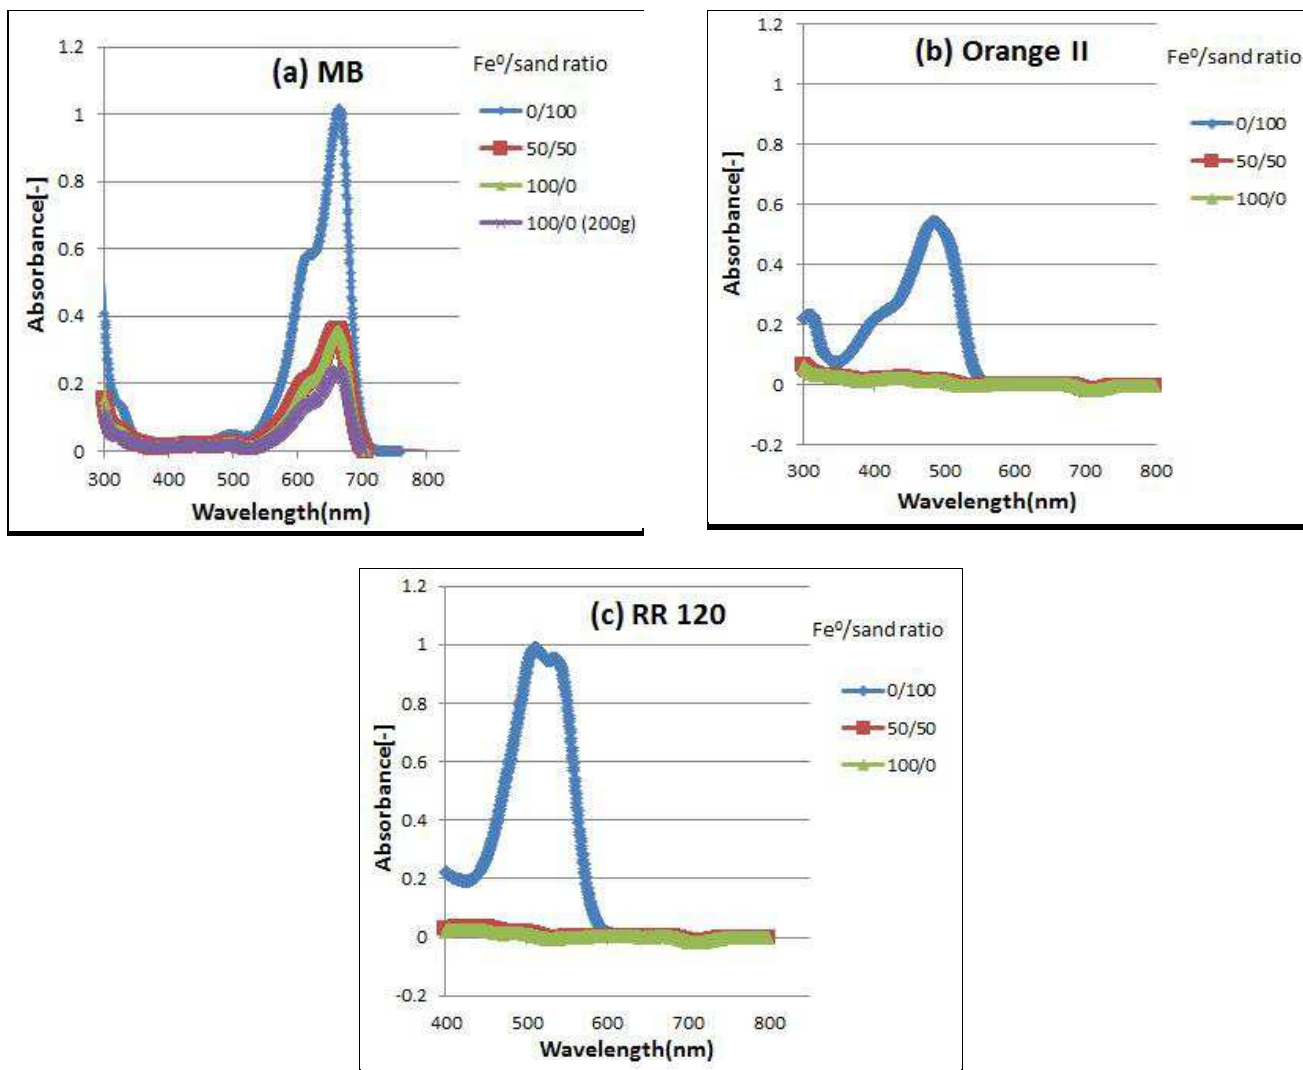 (a) MB
Fe⁰/sand ratio
0/100
50/50
100/0
100/0 (200g)
Absorbance[-]
1.2
1
0.8
0.6
0.4
0.2
0
300 400 500 600 700 800
Wavelength(nm)
(b) Orange II
Fe⁰/sand ratio
0/100
50/50
100/0
Absorbance[-]
1.2
1
0.8
0.6
0.4
0.2
0
-0.2
300 400 500 600 700 800
Wavelength(nm)
(c) RR 120
Fe⁰/sand ratio
0/100
50/50
100/0
Absorbance[-]
1.2
1
0.8
0.6
0.4
0.2
0
-0.2
400 500 600 700 800
Wavelength(nm)